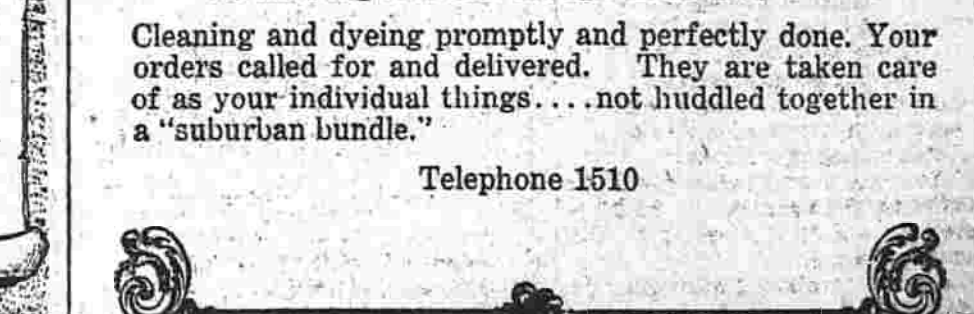 Cleaning and dyeing promptly and perfectly done. Your
orders called for and delivered. They are taken care
of as your individual things....not huddled together in
a "suburban bundle."
Telephone 1510